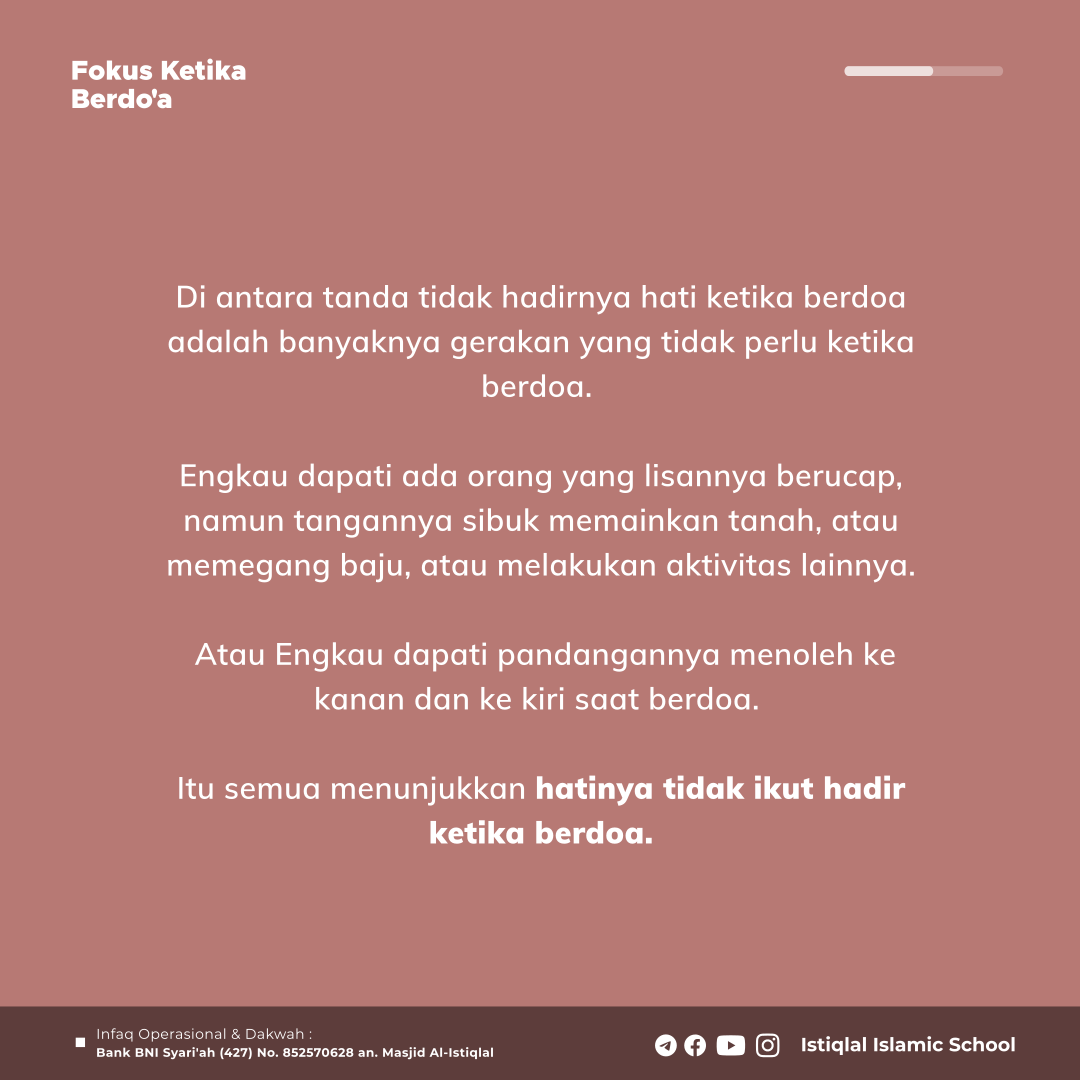 Fokus Ketika
Berdo'a
Di antara tanda tidak hadirnya hati ketika berdoa
adalah banyaknya gerakan yang tidak perlu ketika
berdoa.
Engkau dapati ada orang yang lisannya berucap,
namun tangannya sibuk memainkan tanah, atau
memegang baju, atau melakukan aktivitas lainnya.
Atau Engkau dapati pandangannya menoleh ke
kanan dan ke kiri saat berdoa.
Itu semua menunjukkan hatinya tidak ikut hadir
ketika berdoa.
Infaq Operasional & Dakwah :
Bank BNI Syari'ah (427) No. 852570628 an. Masjid Al-Istiqlal
Istiqlal Islamic School